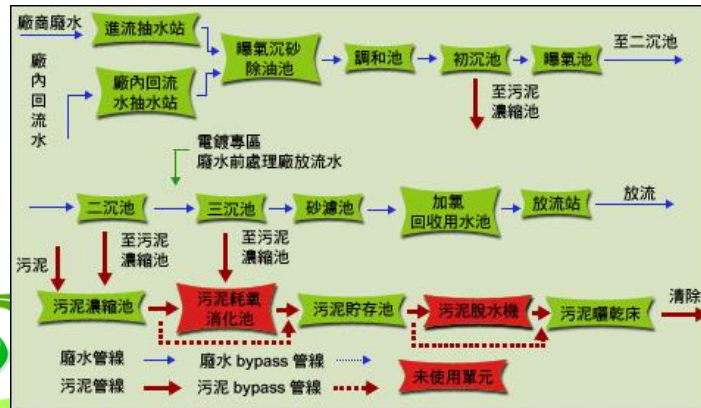 廠商廢水
進流抽水站
曝氣沉砂
除油池
調和池
初沉池
曝氣池
至二沉池
廠內回流水
廠內回流
水抽水站
至污泥
濃縮池
電鍍專區
廢水前處理廠放流水
二沉池
三沉池
砂濾池
加氯
回收用水池
放流站
放流
污泥
至污泥
濃縮池
至污泥
濃縮池
污泥濃縮池
污泥耗氧
消化池
污泥貯存池
污泥脫水機
污泥曬乾床
清除
廢水管線
廢水 bypass 管線
污泥管線
污泥 bypass 管線
未使用單元